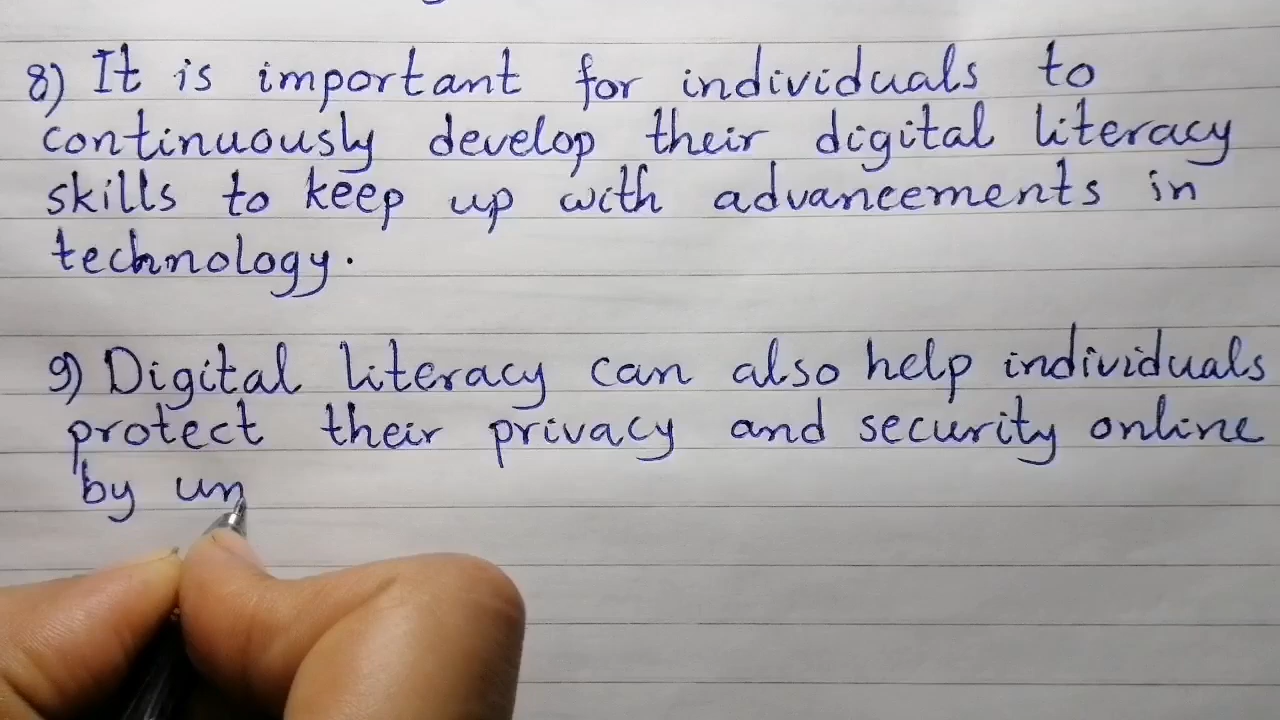 8) It is important for individuals to
continuously develop their digital literacy
skills to keep up with advancements in
technology.
9) Digital literacy can also help individuals
protect their privacy and security online
by un